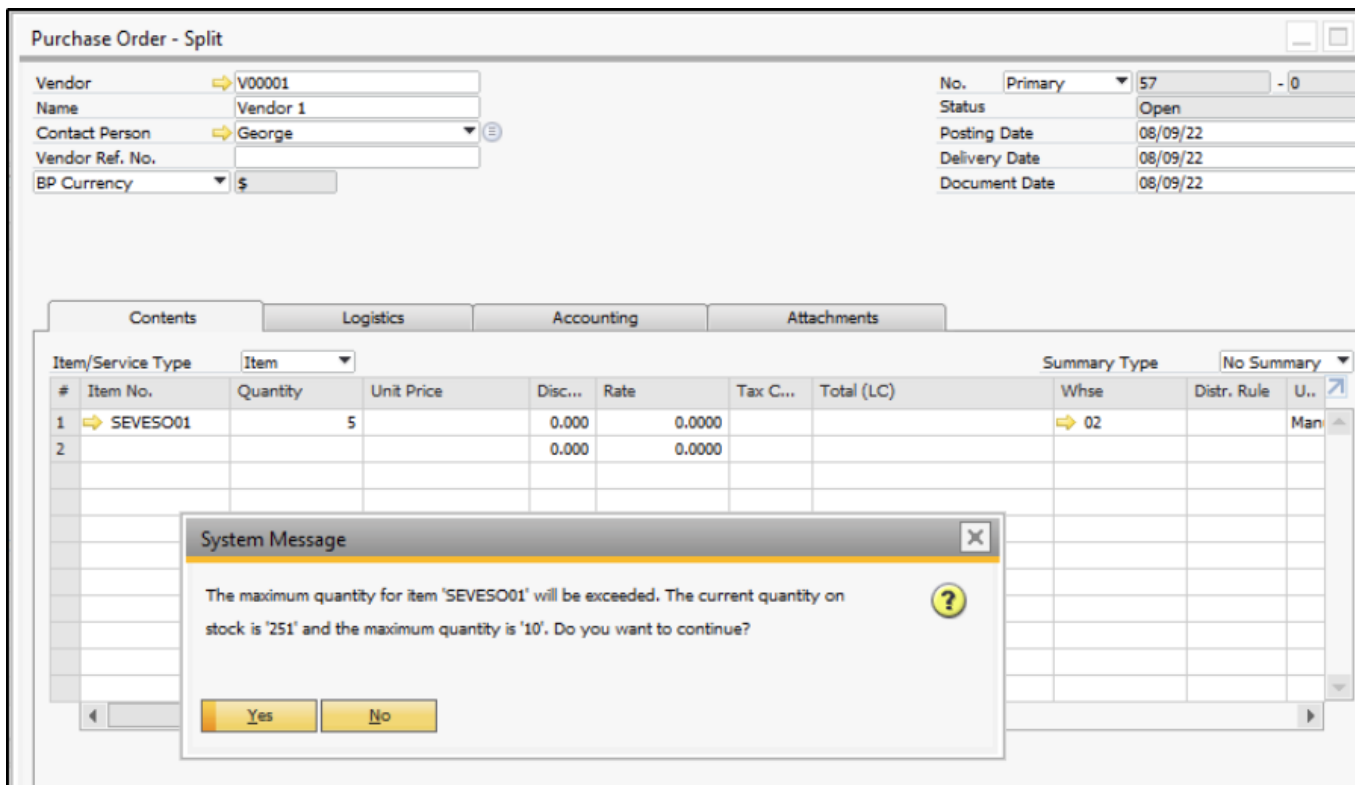 Purchase Order - Split
Vendor V00001 No. Primary 57 - 0
Name Vendor 1 Status Open
Contact Person George Posting Date 08/09/22
Vendor Ref. No. Delivery Date 08/09/22
BP Currency $ Document Date 08/09/22
Contents Logistics Accounting Attachments
Item/Service Type Item Summary Type No Summary
# Item No. Quantity Unit Price Disc... Rate Tax C... Total (LC) Whse Distr. Rule U..
1 SEVESO01 5 0.000 0.0000 02 Man
2 0.000 0.0000
System Message
The maximum quantity for item 'SEVESO01' will be exceeded. The current quantity on
stock is '251' and the maximum quantity is '10'. Do you want to continue?
?
Yes No